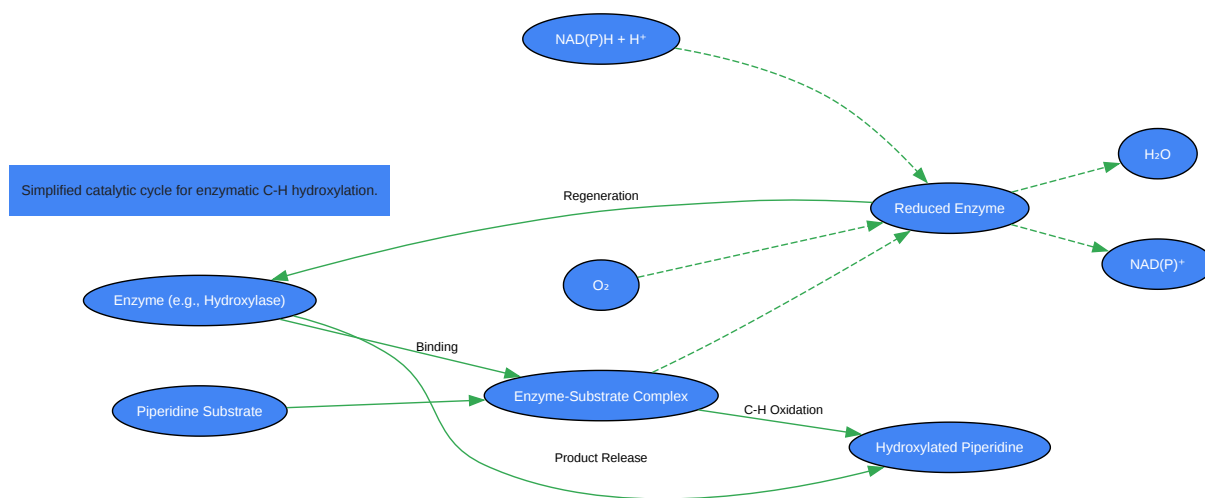 NAD(P)H + H⁺
H₂O
Simplified catalytic cycle for enzymatic C-H hydroxylation.
Regeneration
Reduced Enzyme
NAD(P)⁺
O₂
Enzyme (e.g., Hydroxylase)
Binding
Enzyme-Substrate Complex
Piperidine Substrate
C-H Oxidation
Hydroxylated Piperidine
Product Release